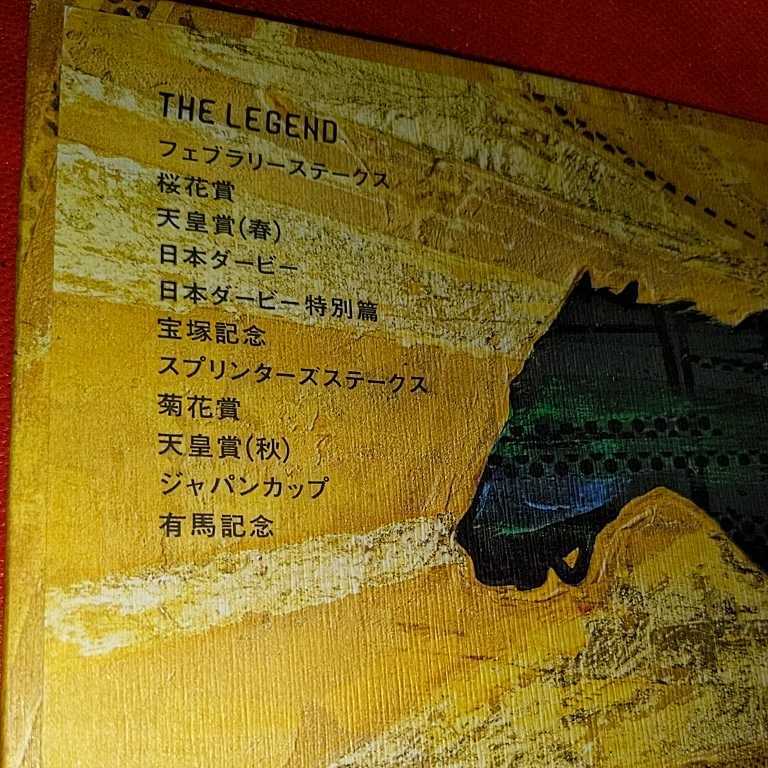 THE LEGEND
フェブラリーステークス
桜花賞
天皇賞(春)
日本ダービー
日本ダービー特別篇
宝塚記念
スプリンターズステークス
菊花賞
天皇賞(秋)
ジャパンカップ
有馬記念